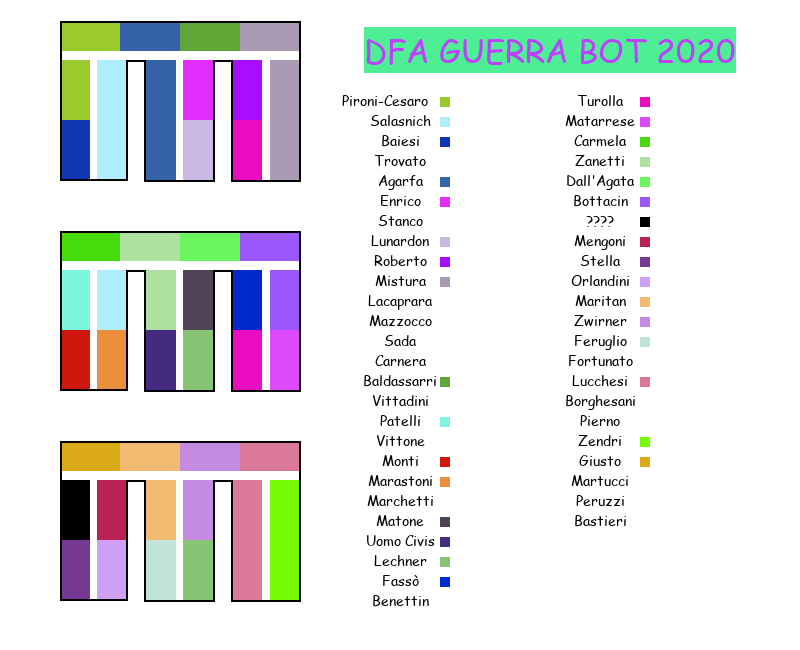 DFA GUERRA BOT 2020
Pironi-Cesaro
Salasnich
Baiesi
Trovato
Agarfa
Enrico
Stanco
Lunardon
Roberto
Mistura
Lacaprara
Mazzocco
Sada
Carnera
Baldassarri
Vittadini
Patelli
Vittone
Monti
Marastoni
Marchetti
Matone
Uomo Civis
Lechner
Fassò
Benettin
Turolla
Matarrese
Carmela
Zanetti
Dall'Agata
Bottacin
????
Mengoni
Stella
Orlandini
Maritan
Zwirner
Feruglio
Fortunato
Lucchesi
Borghesani
Pierno
Zendri
Giusto
Martucci
Peruzzi
Bastieri